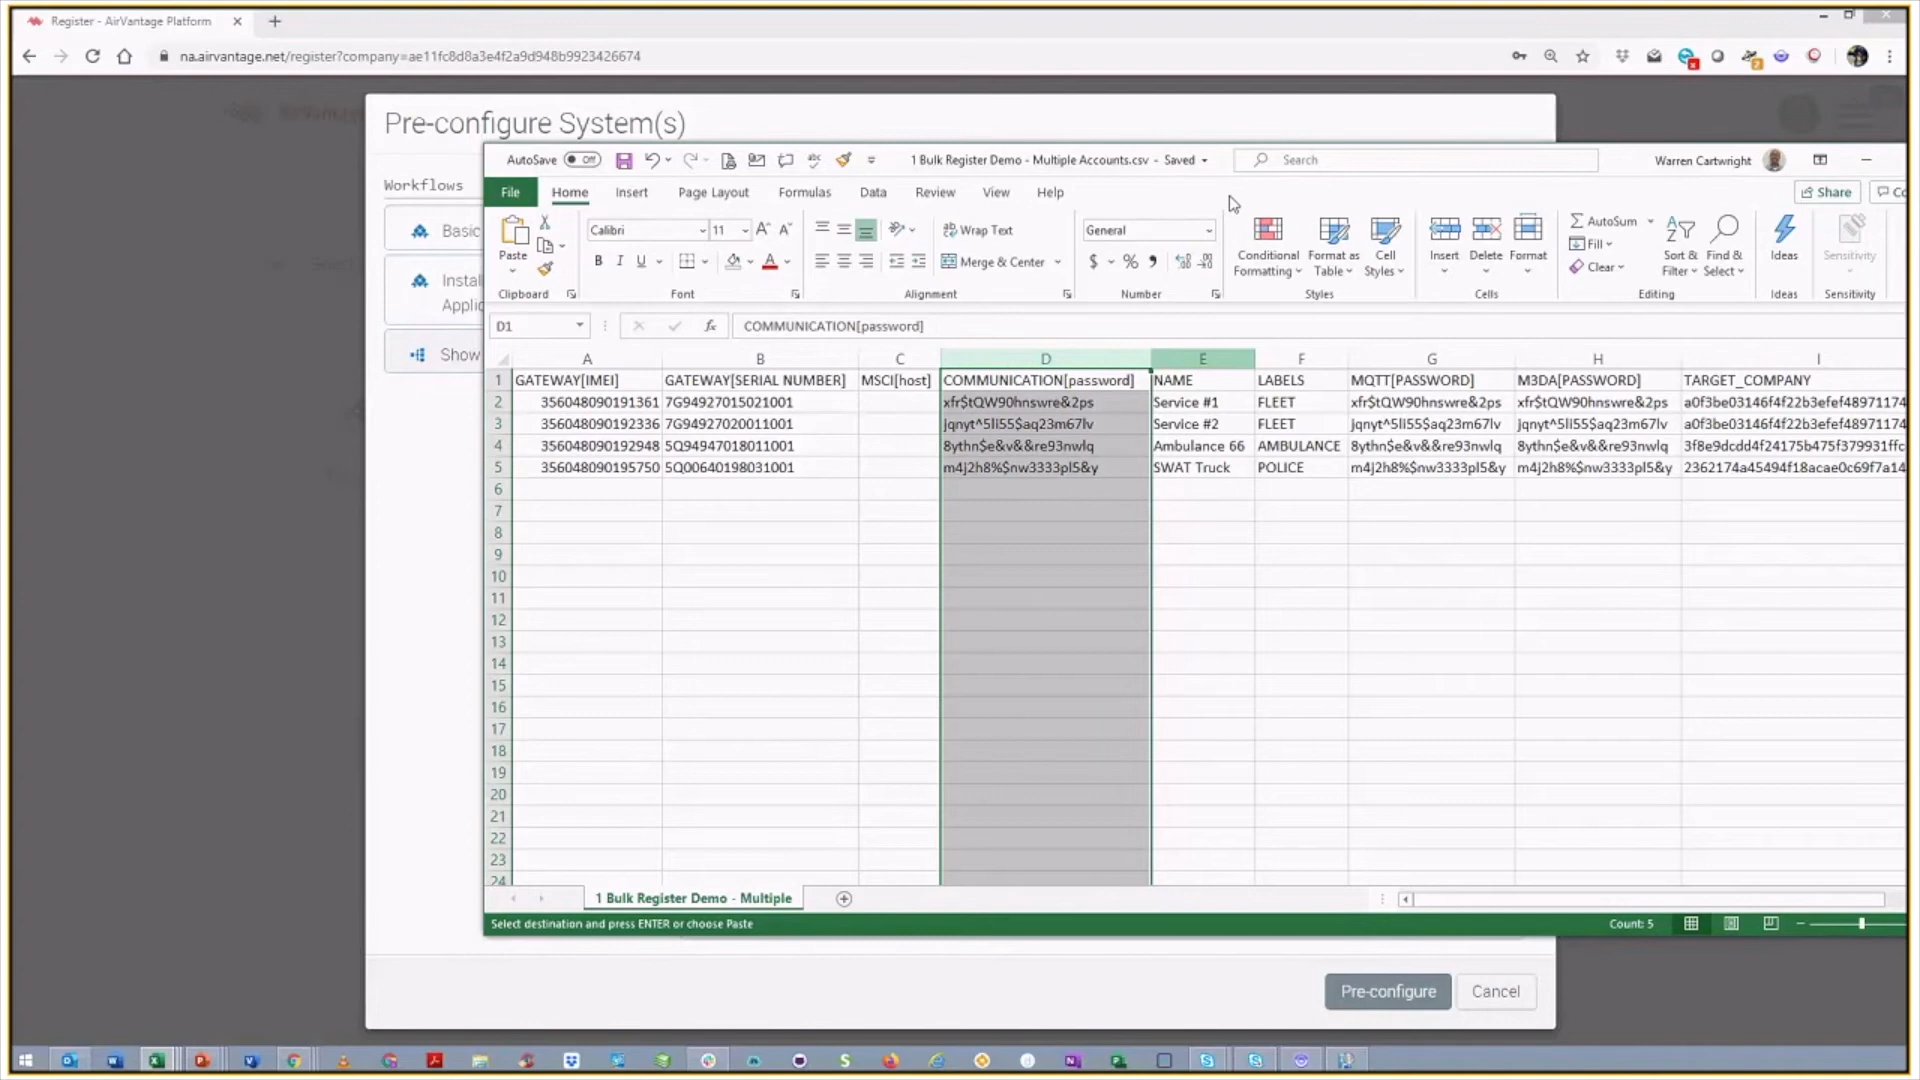 Register - AirVantage Platform
na.airvantage.net/register?company=ae11fc8d8a3e4f2a9d948b9923426674
Pre-configure System(s)
Workflows
Basic
Instal
Applic
Show
AutoSave Off 1 Bulk Register Demo - Multiple Accounts.csv - Saved Search Warren Cartwright
File Home Insert Page Layout Formulas Data Review View Help Share Co
Paste Calibri 11 Wrap Text General Conditional Formatting Format as Table Cell Styles Insert Delete Format AutoSum Sort & Filter Find & Select Ideas Sensitivity
B I U Merge & Center $ % Fill Clear
Clipboard Font Alignment Number Styles Cells Editing Ideas Sensitivity
D1 fx COMMUNICATION[password]
A B C D E F G H I
1 GATEWAY[IMEI] GATEWAY[SERIAL NUMBER] MSCI[host] COMMUNICATION[password] NAME LABELS MQTT[PASSWORD] M3DA[PASSWORD] TARGET_COMPANY
2 356048090191361 7G94927015021001 xfr$tQW90hnswre&2ps Service #1 FLEET xfr$tQW90hnswre&2ps xfr$tQW90hnswre&2ps a0f3be03146f4f22b3efef48971174
3 356048090192336 7G94927020011001 jqnyt^5li55$aq23m67lv Service #2 FLEET jqnyt^5li55$aq23m67lv jqnyt^5li55$aq23m67lv a0f3be03146f4f22b3efef48971174
4 356048090192948 5Q94947018011001 8ythn$e&v&&re93nwlq Ambulance 66 AMBULANCE 8ythn$e&v&&re93nwlq 8ythn$e&v&&re93nwlq 3f8e9dcdd4f24175b475f379931ffc
5 356048090195750 5Q00640198031001 m4j2h8%$nw3333pl5&y SWAT Truck POLICE m4j2h8%$nw3333pl5&y m4j2h8%$nw3333pl5&y 2362174a45494f18acae0c69f7a14
6
7
8
9
10
11
12
13
14
15
16
17
18
19
20
21
22
23
24
1 Bulk Register Demo - Multiple
Select destination and press ENTER or choose Paste Count: 5
Pre-configure Cancel